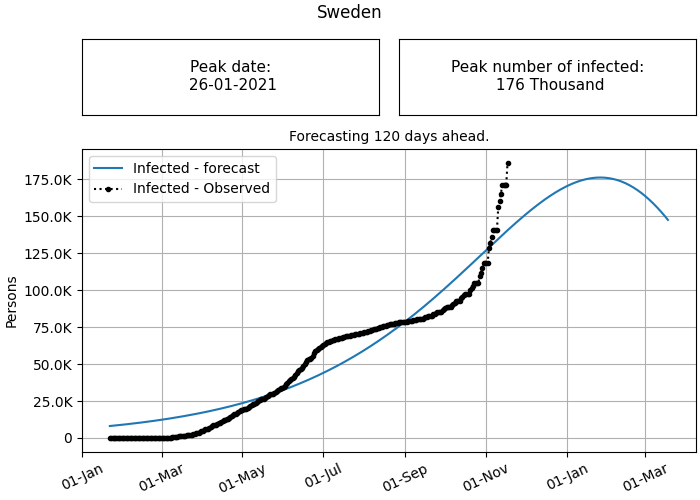 Sweden
Peak date:
26-01-2021
Peak number of infected:
176 Thousand
Forecasting 120 days ahead.
Infected - forecast
Infected - Observed
Persons
175.0K
150.0K
125.0K
100.0K
75.0K
50.0K
25.0K
0
01-Jan
01-Mar
01-May
01-Jul
01-Sep
01-Nov
01-Jan
01-Mar